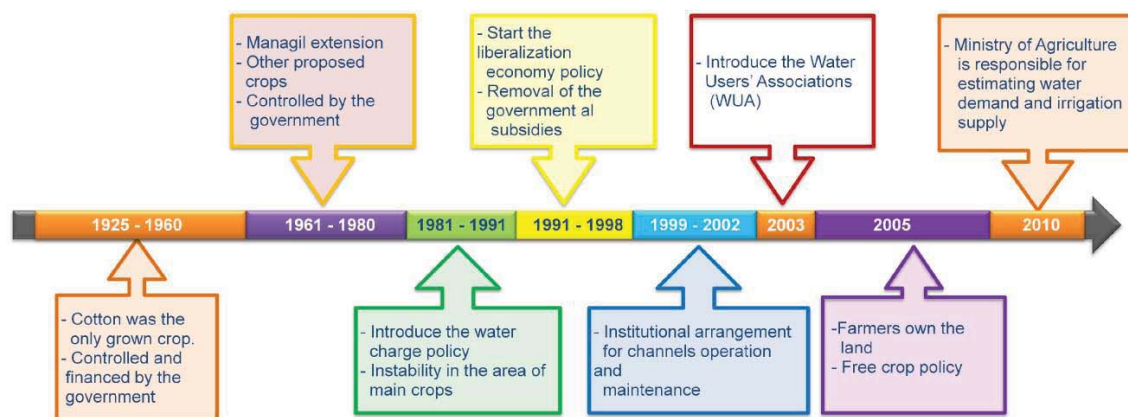 - Managil extension
- Other proposed
crops
- Controlled by the
government
- Start the
liberalization
economy policy
- Removal of the
government al
subsidies
- Introduce the Water
Users' Associations
(WUA)
- Ministry of Agriculture
is responsible for
estimating water
demand and irrigation
supply
1925 - 1960
1961 - 1980
1981 - 1991
1991 - 1998
1999 - 2002
2003
2005
2010
- Cotton was the
only grown crop.
- Controlled and
financed by the
government
- Introduce the water
charge policy
- Instability in the area of
main crops
- Institutional arrangement
for channels operation
and
maintenance
-Farmers own the
land
- Free crop policy